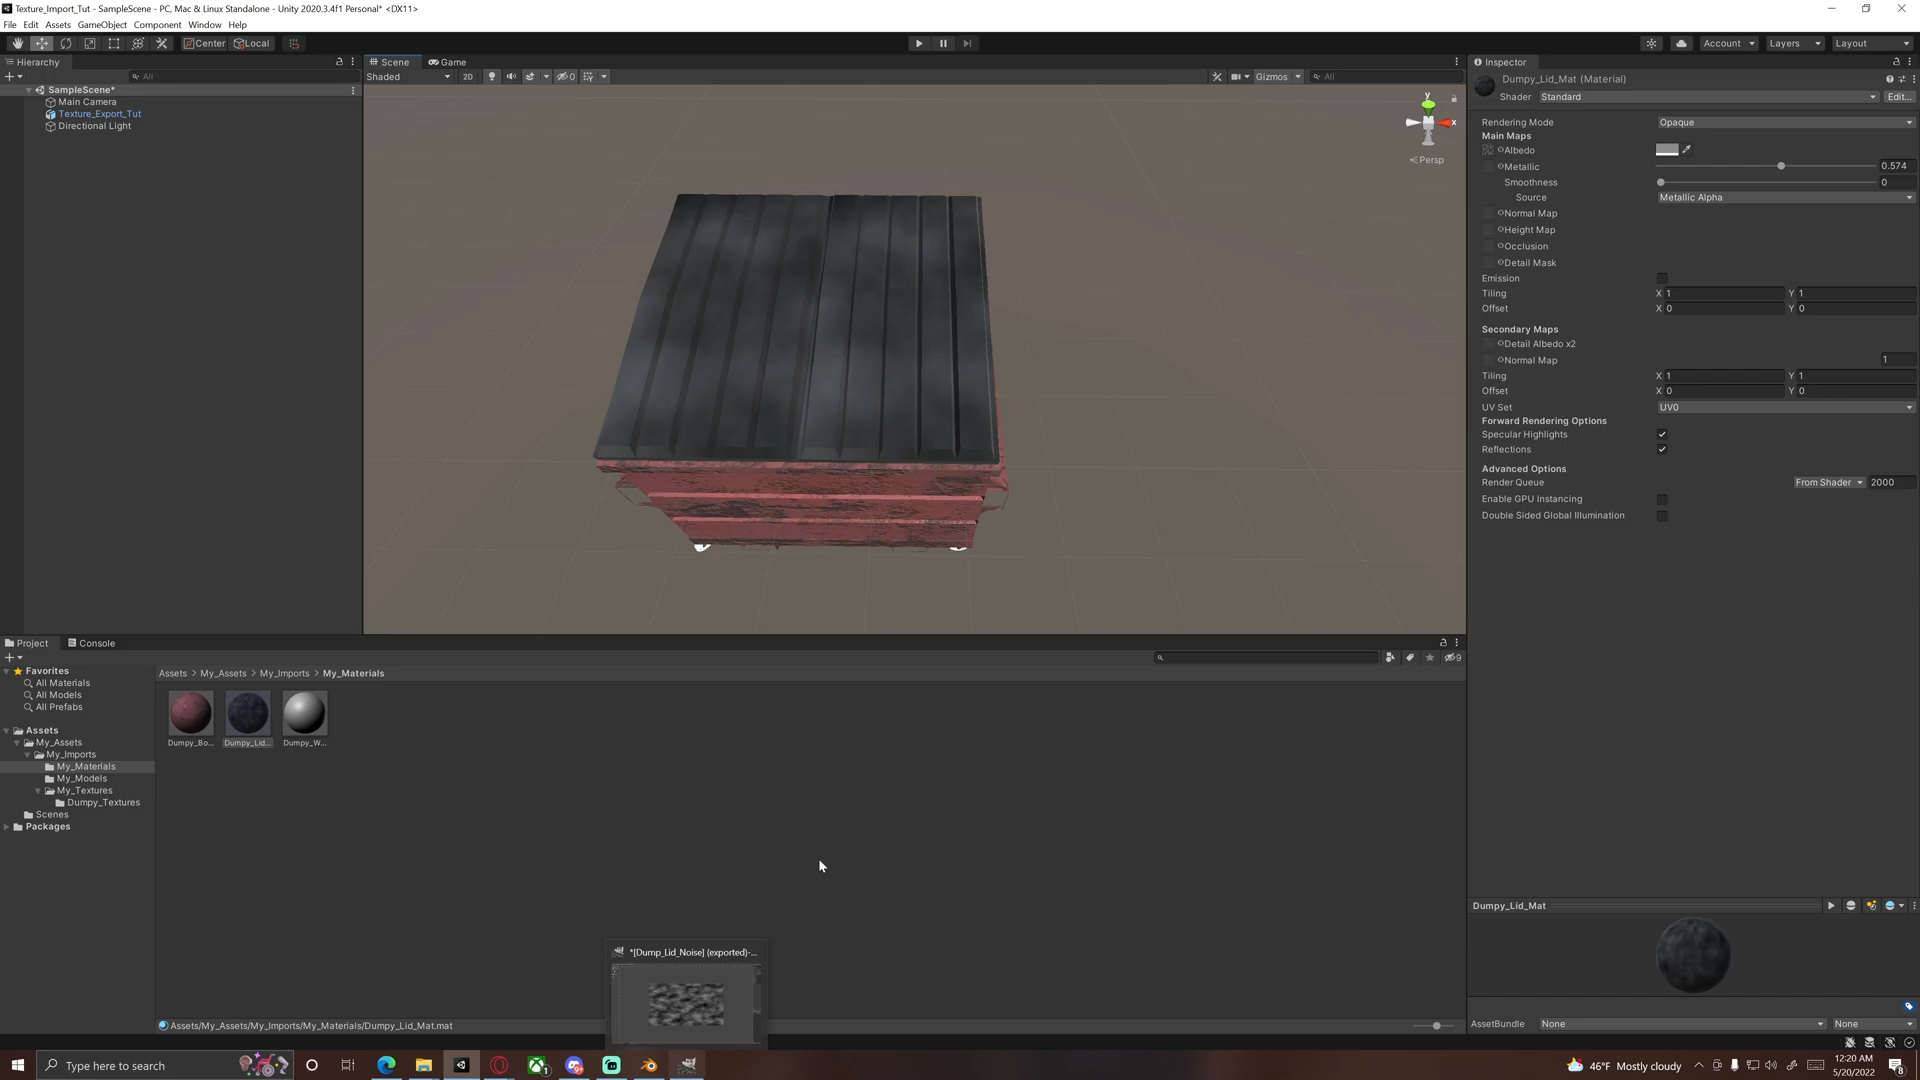 Texture_Import_Tut - SampleScene - PC, Mac & Linux Standalone - Unity 2020.3.4f1 Personal* <DX11>
File Edit Assets GameObject Component Window Help
Center Local Account Layers Layout
Hierarchy
All
SampleScene*
Main Camera
Texture_Export_Tut
Directional Light
Scene Game
Shaded 2D 0 Gizmos All
y
x
Persp
Inspector
Dumpy_Lid_Mat (Material)
Shader Standard Edit...
Rendering Mode Opaque
Main Maps
Albedo
Metallic 0.574
Smoothness 0
Source Metallic Alpha
Normal Map
Height Map
Occlusion
Detail Mask
Emission
Tiling X 1 Y 1
Offset X 0 Y 0
Secondary Maps
Detail Albedo x2
Normal Map 1
Tiling X 1 Y 1
Offset X 0 Y 0
UV Set UV0
Forward Rendering Options
Specular Highlights
Reflections
Advanced Options
Render Queue From Shader 2000
Enable GPU Instancing
Double Sided Global Illumination
Project Console
9
Favorites
All Materials
All Models
All Prefabs
Assets
My_Assets
My_Imports
My_Materials
My_Models
My_Textures
Dumpy_Textures
Scenes
Packages
Assets > My_Assets > My_Imports > My_Materials
Dumpy_Bo... Dumpy_Lid... Dumpy_W...
Dumpy_Lid_Mat
*[Dump_Lid_Noise] (exported)-...
Assets/My_Assets/My_Imports/My_Materials/Dumpy_Lid_Mat.mat
AssetBundle None None
Type here to search
46°F Mostly cloudy
12:20 AM
5/20/2022